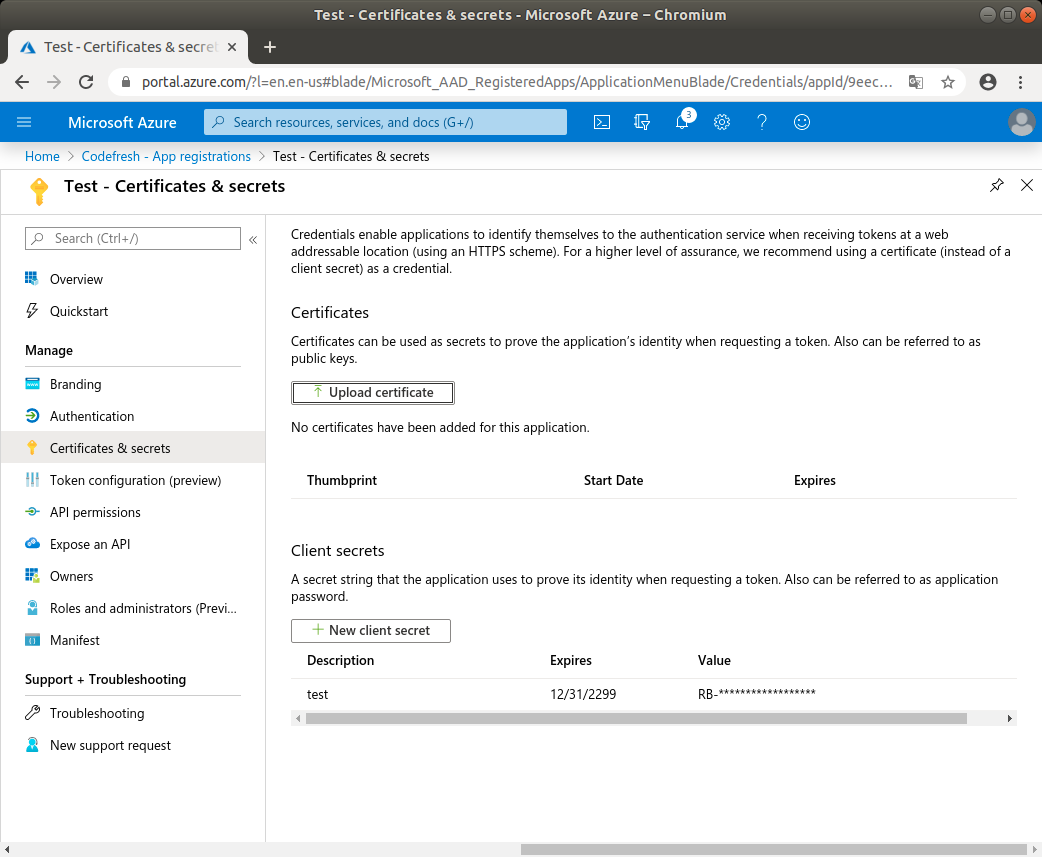 Test - Certificates & secrets - Microsoft Azure – Chromium
Test - Certificates & secret
portal.azure.com/?l=en.en-us#blade/Microsoft_AAD_RegisteredApps/ApplicationMenuBlade/Credentials/appId/9eec...
Microsoft Azure
Search resources, services, and docs (G+/)
3
Home > Codefresh - App registrations > Test - Certificates & secrets
Test - Certificates & secrets
Search (Ctrl+/)
«
Overview
Quickstart
Manage
Branding
Authentication
Certificates & secrets
Token configuration (preview)
API permissions
Expose an API
Owners
Roles and administrators (Previ...
Manifest
Support + Troubleshooting
Troubleshooting
New support request
Credentials enable applications to identify themselves to the authentication service when receiving tokens at a web
addressable location (using an HTTPS scheme). For a higher level of assurance, we recommend using a certificate (instead of a
client secret) as a credential.
Certificates
Certificates can be used as secrets to prove the application’s identity when requesting a token. Also can be referred to as
public keys.
Upload certificate
No certificates have been added for this application.
Thumbprint Start Date Expires
Client secrets
A secret string that the application uses to prove its identity when requesting a token. Also can be referred to as application
password.
New client secret
Description Expires Value
test 12/31/2299 RB-******************